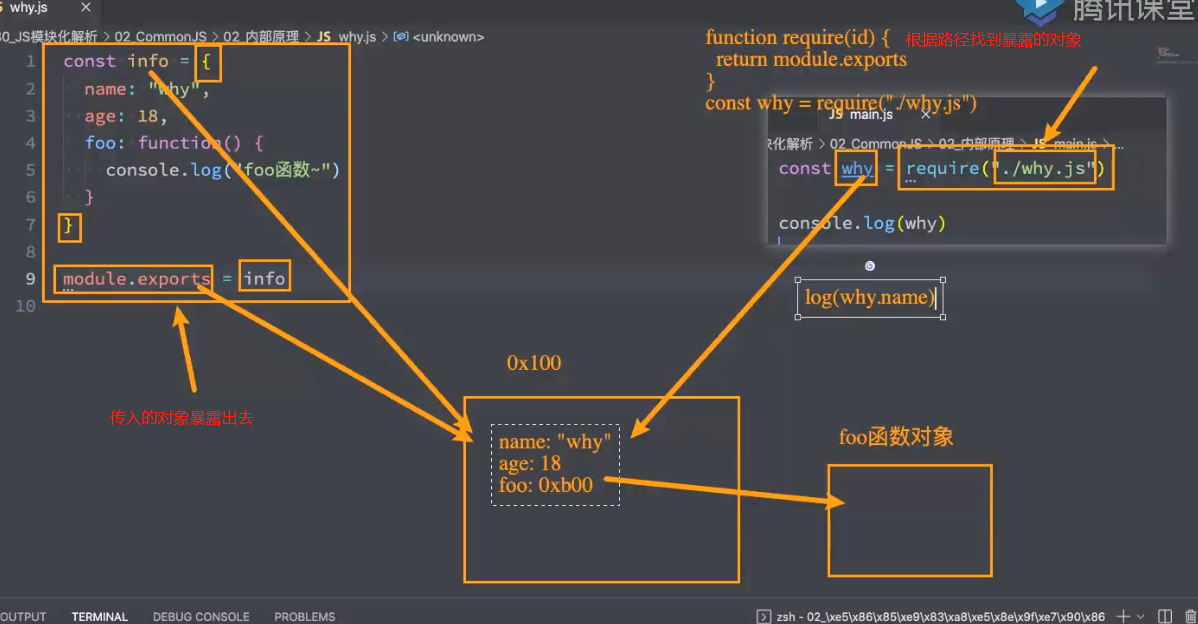 why.js ×
30_JS模块化解析 > 02_CommonJS > 02_内部原理 > JS why.js > <unknown>
腾讯课堂
1 const info = {
2 name: "why",
3 age: 18,
4 foo: function() {
5 console.log("foo函数~")
6 }
7 }
8
9 module.exports = info
10
传入的对象暴露出去
function require(id) {
return module.exports
}
const why = require("./why.js")
根据路径找到暴露的对象
JS main.js ×
块化解析 > 02_CommonJS > 02_内部原理 > JS main.js > ...
const why = require("./why.js")
console.log(why)
log(why.name)
0x100
name: "why"
age: 18
foo: 0xb00
foo函数对象
OUTPUT TERMINAL DEBUG CONSOLE PROBLEMS
zsh - 02_\xe5\x86\x85\xe9\x83\xa8\xe5\x8e\x9f\xe7\x90\x86